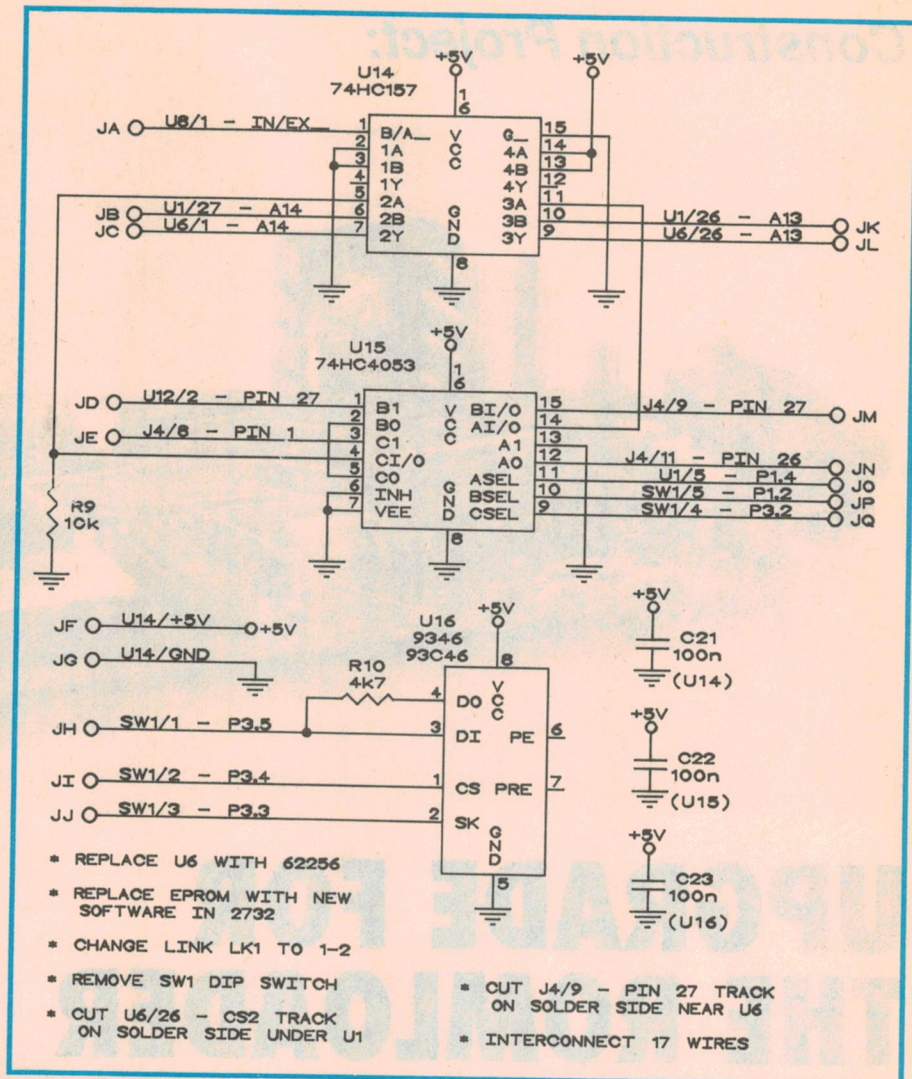 Construction Project:
+5V
+5V
U14
74HC157
1
6
JA
U8/1 - IN/EX_
1
B/A_
V
C
C
G_
15
2
1A
4A
14
3
1B
4B
13
4
1Y
4Y
12
5
2A
3A
11
JB
U1/27 - A14
6
2B
G
N
D
3B
10
U1/26 - A13
JK
JC
U6/1 - A14
7
2Y
3Y
9
U6/26 - A13
JL
8
+5V
U15
74HC4053
1
6
JD
U12/2 - PIN 27
1
B1
V
C
C
BI/O
15
J4/9 - PIN 27
JM
2
B0
AI/O
14
JE
J4/8 - PIN 1
3
C1
A1
13
4
CI/O
A0
12
J4/11 - PIN 26
JN
5
C0
ASEL
11
U1/5 - P1.4
JO
6
INH
G
N
D
BSEL
10
SW1/5 - P1.2
JP
7
VEE
CSEL
9
SW1/4 - P3.2
JQ
8
R9
10k
JF
U14/+5V
+5V
JG
U14/GND
U16
9346
93C46
+5V
8
R10
4k7
4
DO
V
C
C
JH
SW1/1 - P3.5
3
DI
PE
6
JI
SW1/2 - P3.4
1
CS
PRE
7
JJ
SW1/3 - P3.3
2
SK
G
N
D
5
+5V
C21
100n
(U14)
+5V
C22
100n
(U15)
+5V
C23
100n
(U16)
* REPLACE U6 WITH 62256
* REPLACE EPROM WITH NEW
SOFTWARE IN 2732
* CHANGE LINK LK1 TO 1-2
* REMOVE SW1 DIP SWITCH
* CUT U6/26 - CS2 TRACK
ON SOLDER SIDE UNDER U1
* CUT J4/9 - PIN 27 TRACK
ON SOLDER SIDE NEAR U6
* INTERCONNECT 17 WIRES
UPGRADE FOR
THE ROMLOADER